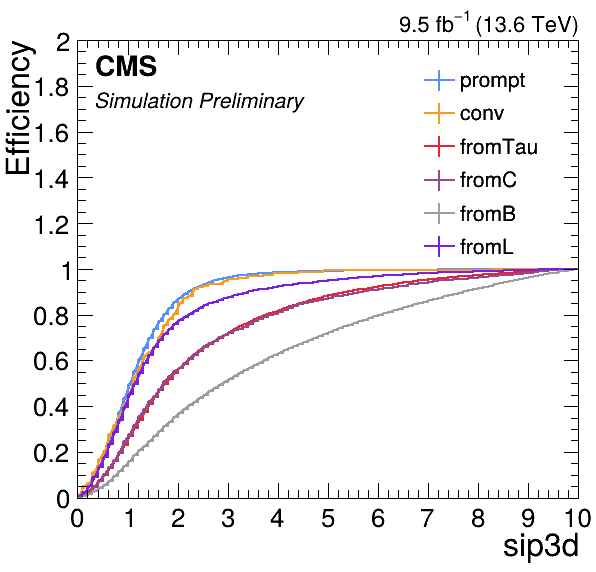 9.5 fb⁻¹ (13.6 TeV)
Efficiency
2
1.8
1.6
1.4
1.2
1
0.8
0.6
0.4
0.2
0
CMS
Simulation Preliminary
prompt
conv
fromTau
fromC
fromB
fromL
0 1 2 3 4 5 6 7 8 9 10
sip3d